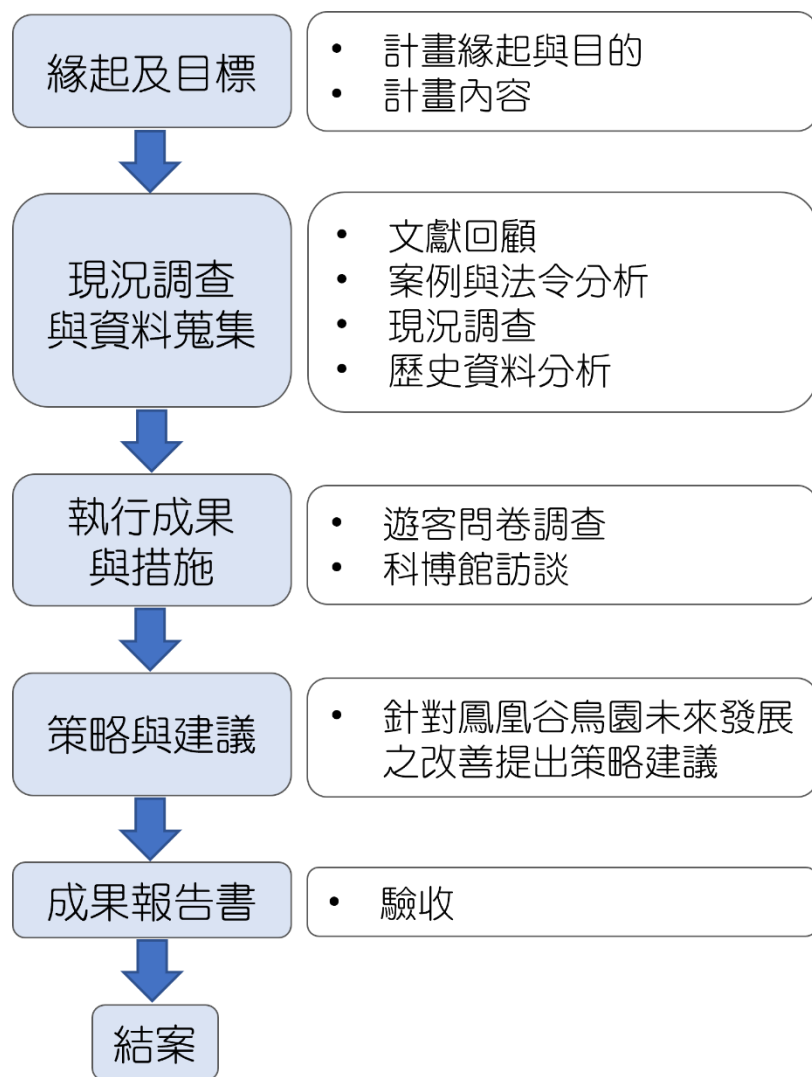 緣起及目標
• 計畫緣起與目的
• 計畫內容
現況調查
與資料蒐集
• 文獻回顧
• 案例與法令分析
• 現況調查
• 歷史資料分析
執行成果
與措施
• 遊客問卷調查
• 科博館訪談
策略與建議
• 針對鳳凰谷鳥園未來發展
之改善提出策略建議
成果報告書
• 驗收
結案